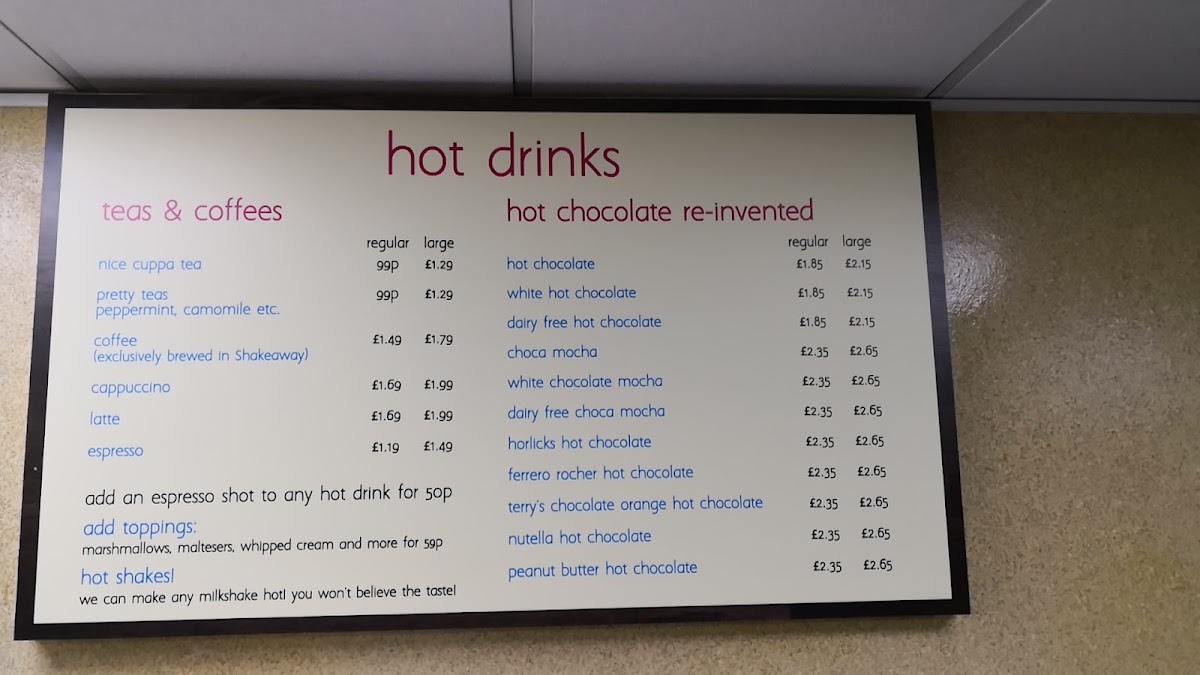 hot drinks
teas & coffees
regular large
nice cuppa tea 99p £1.29
pretty teas 99p £1.29
peppermint, camomile etc.
coffee £1.49 £1.79
(exclusively brewed in Shakeaway)
cappuccino £1.69 £1.99
latte £1.69 £1.99
espresso £1.19 £1.49
add an espresso shot to any hot drink for 50p
add toppings:
marshmallows, maltesers, whipped cream and more for 59p
hot shakes!
we can make any milkshake hot! you won't believe the taste!
hot chocolate re-invented
regular large
hot chocolate £1.85 £2.15
white hot chocolate £1.85 £2.15
dairy free hot chocolate £1.85 £2.15
choca mocha £2.35 £2.65
white chocolate mocha £2.35 £2.65
dairy free choca mocha £2.35 £2.65
horlicks hot chocolate £2.35 £2.65
ferrero rocher hot chocolate £2.35 £2.65
terry's chocolate orange hot chocolate £2.35 £2.65
nutella hot chocolate £2.35 £2.65
peanut butter hot chocolate £2.35 £2.65